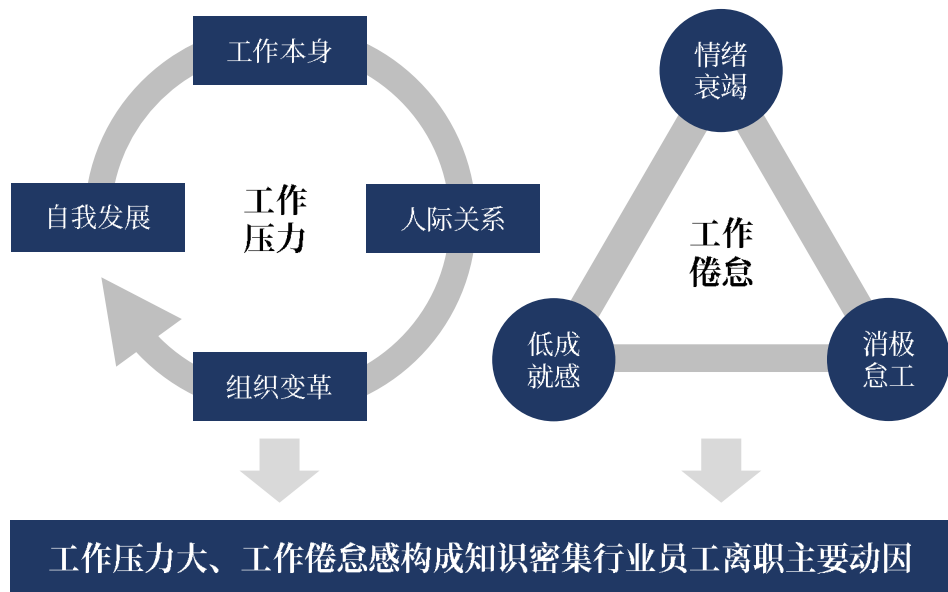 工作本身
自我发展
工作
压力
人际关系
组织变革
情绪
衰竭
工作
倦怠
低成
就感
消极
怠工
工作压力大、工作倦怠感构成知识密集行业员工离职主要动因